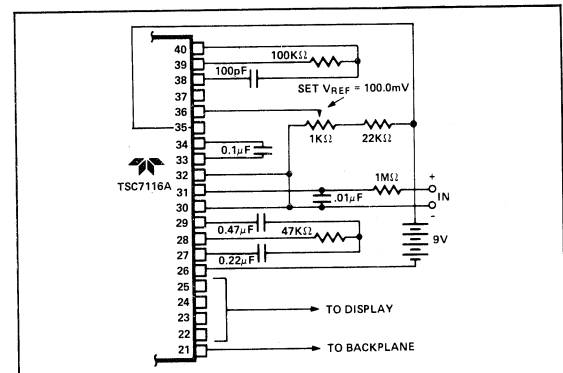 40
39
100KΩ
38
100pF
37
SET VREF = 100.0mV
36
35
1KΩ
22KΩ
34
0.1μF
33
32
TSC7116A
1MΩ
+
31
IN
.01μF
30
-
29
0.47μF
47KΩ
28
9V
27
0.22μF
26
25
24
TO DISPLAY
23
22
21
TO BACKPLANE